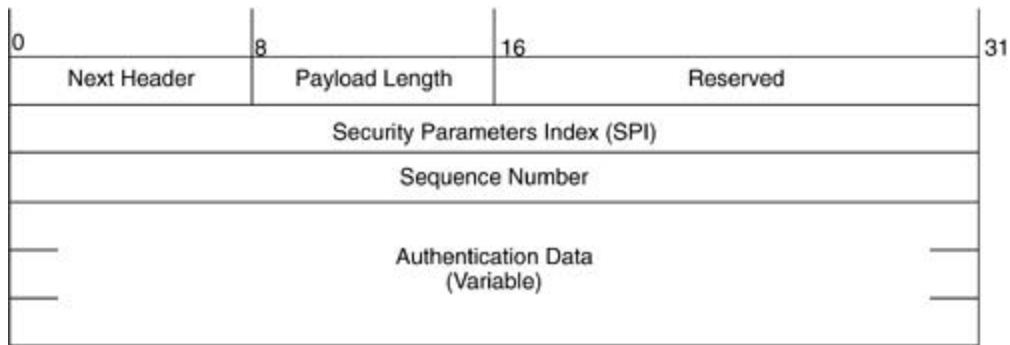 0 8 16 31
Next Header Payload Length Reserved
Security Parameters Index (SPI)
Sequence Number
Authentication Data
(Variable)